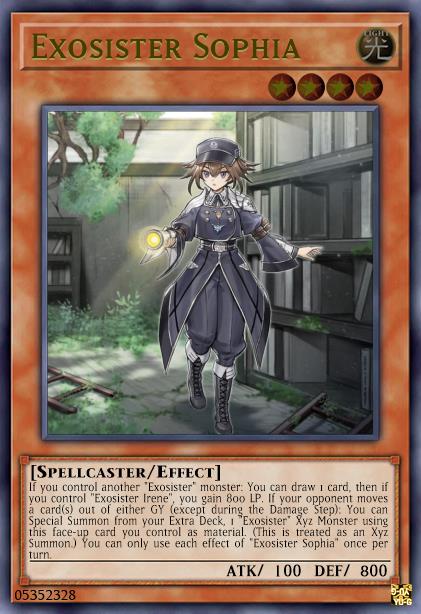 Exosister Sophia
LIGHT
光
[Spellcaster/Effect]
If you control another "Exosister" monster: You can draw 1 card, then if
you control "Exosister Irene", you gain 800 LP. If your opponent moves
a card(s) out of either GY (except during the Damage Step): You can
Special Summon from your Extra Deck, 1 "Exosister" Xyz Monster using
this face-up card you control as material. (This is treated as an Xyz
Summon.) You can only use each effect of "Exosister Sophia" once per
turn.
ATK/ 100 DEF/ 800
05352328